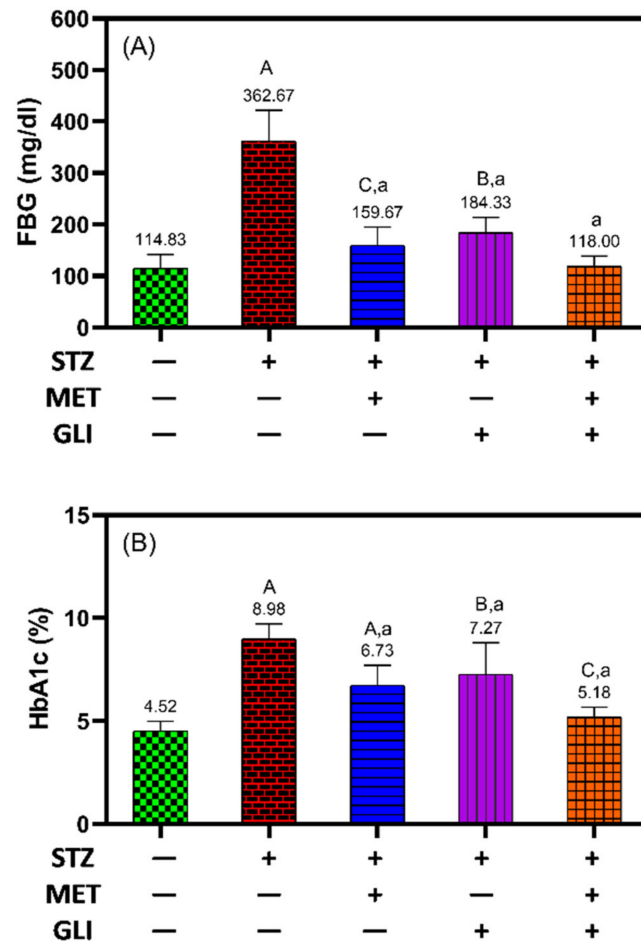 (A)
FBG (mg/dl)
600
500
400
300
200
100
0
114.83
A
362.67
C,a
159.67
B,a
184.33
a
118.00
STZ — + + + +
MET — — + — +
GLI — — — + +
(B)
HbA1c (%)
15
10
5
0
4.52
A
8.98
A,a
6.73
B,a
7.27
C,a
5.18
STZ — + + + +
MET — — + — +
GLI — — — + +